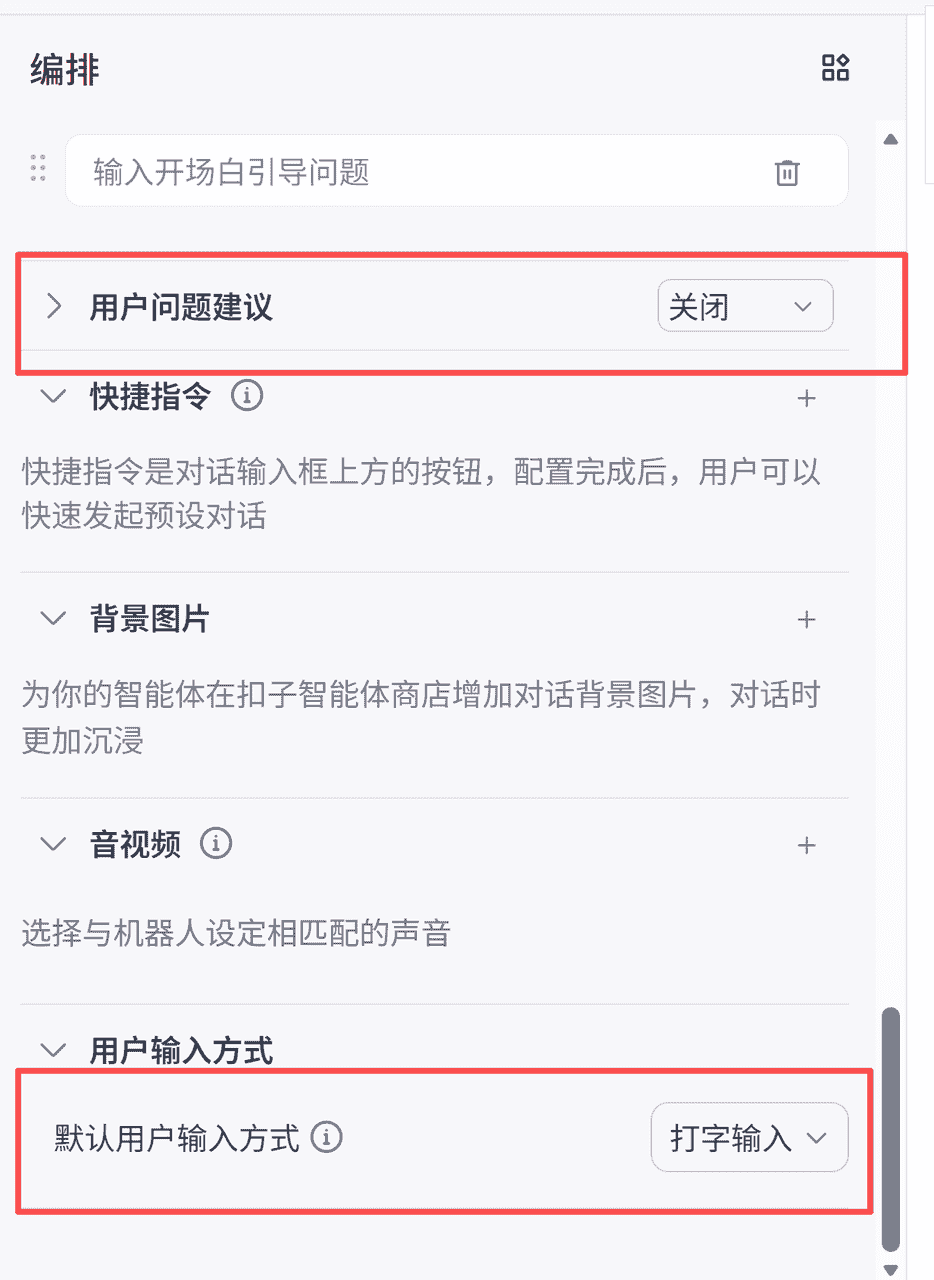 编排
输入开场白引导问题
用户问题建议
关闭
快捷指令
快捷指令是对话输入框上方的按钮，配置完成后，用户可以
快速发起预设对话
背景图片
为你的智能体在扣子智能体商店增加对话背景图片，对话时
更加沉浸
音视频
选择与机器人设定相匹配的声音
用户输入方式
默认用户输入方式
打字输入